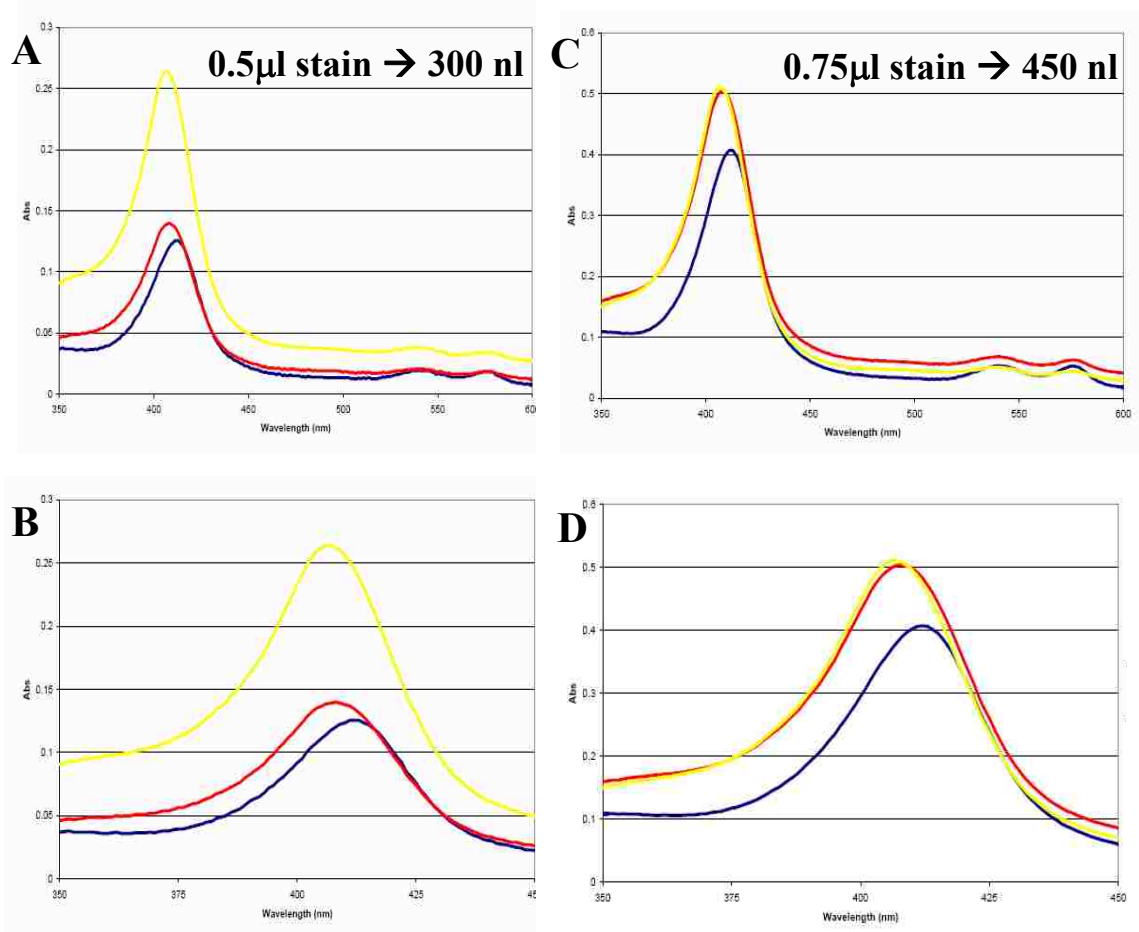 A
0.5μl stain → 300 nl
0.3
0.25
0.2
0.15
0.1
0.05
0
Abs
350 400 450 500 550 600
Wavelength (nm)
C
0.75μl stain → 450 nl
0.6
0.5
0.4
0.3
0.2
0.1
0
Abs
350 400 450 500 550 600
Wavelength (nm)
B
0.3
0.25
0.2
0.15
0.1
0.05
0
Abs
350 375 400 425 45
Wavelength (nm)
D
0.6
0.5
0.4
0.3
0.2
0.1
0
Abs
350 375 400 425 450
Wavelength (nm)